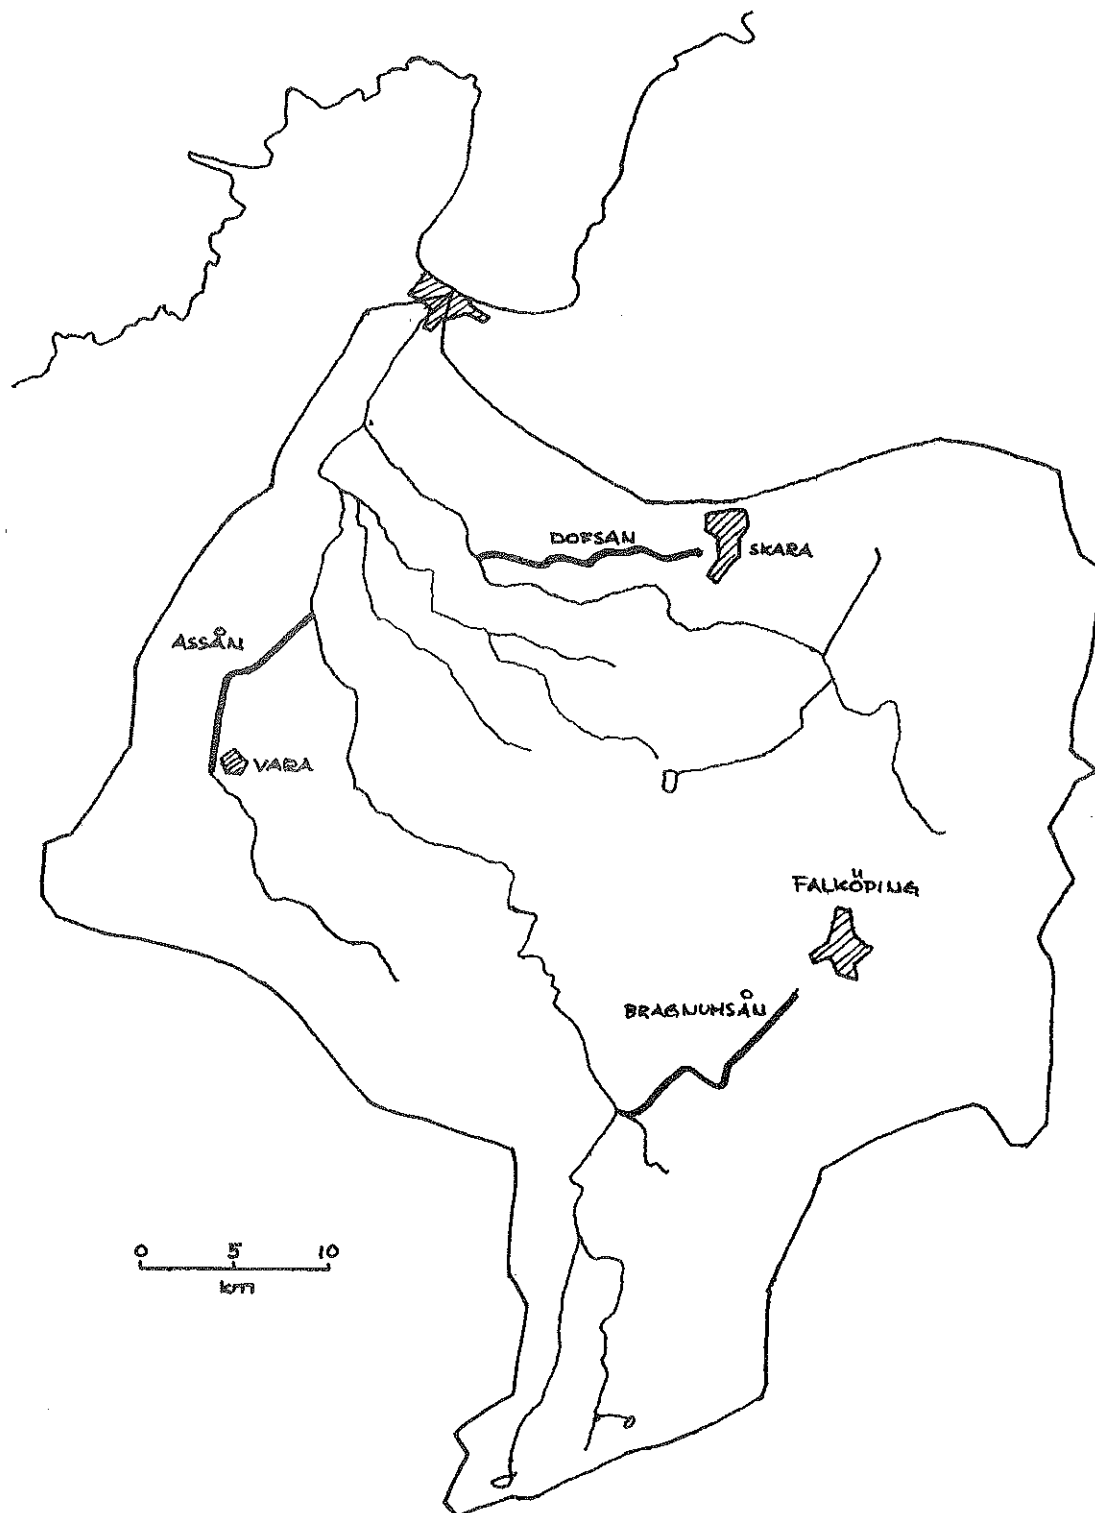 DOFSAN
SKARA
ASSÅN
VARA
FALKÖPING
BRAGNUMSÅN
0 5 10
km